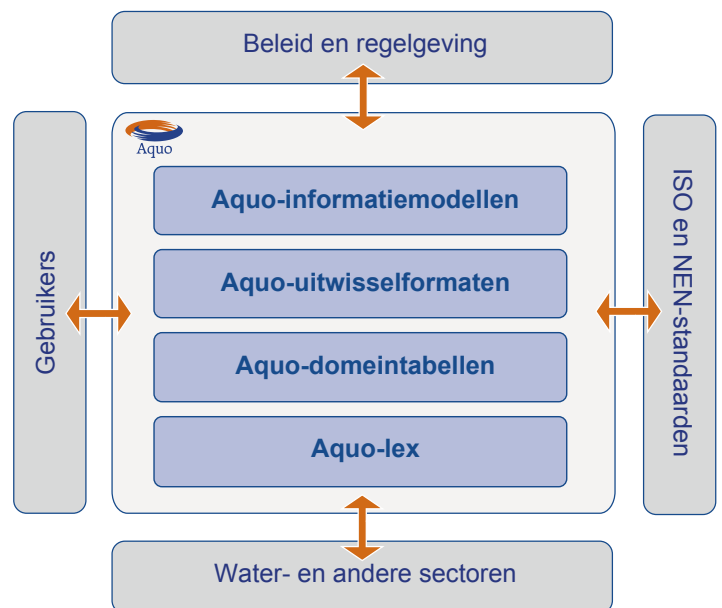 Beleid en regelgeving
Aquo
Aquo-informatiemodellen
Aquo-uitwisselformaten
Aquo-domeintabellen
Aquo-lex
Gebruikers
ISO en NEN-standaarden
Water- en andere sectoren